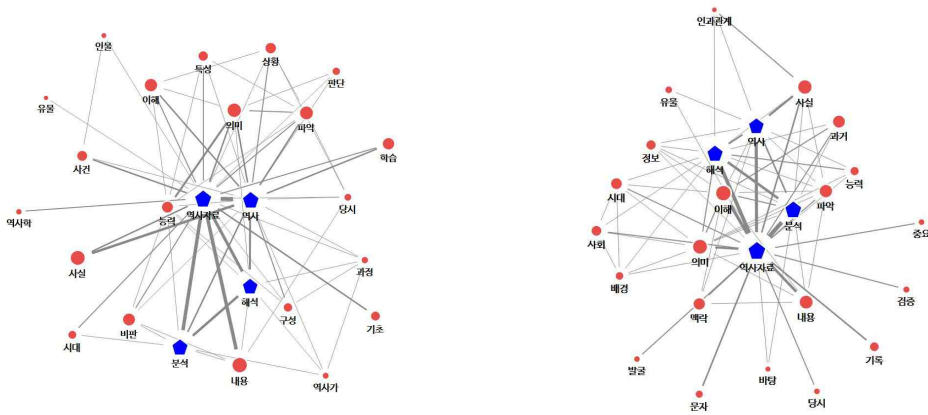 인물
특성
상황
판단
유물
이해
의미
파악
학습
사건
역사자료
역사
당시
능력
역사학
사실
과정
해석
구성
기초
시대
비판
분석
내용
역사가
인과관계
유물
사실
역사
과거
정보
해석
능력
시대
이해
파악
분석
중요
사회
의미
역사자료
배경
검증
맥락
내용
기록
발굴
바탕
문자
당시